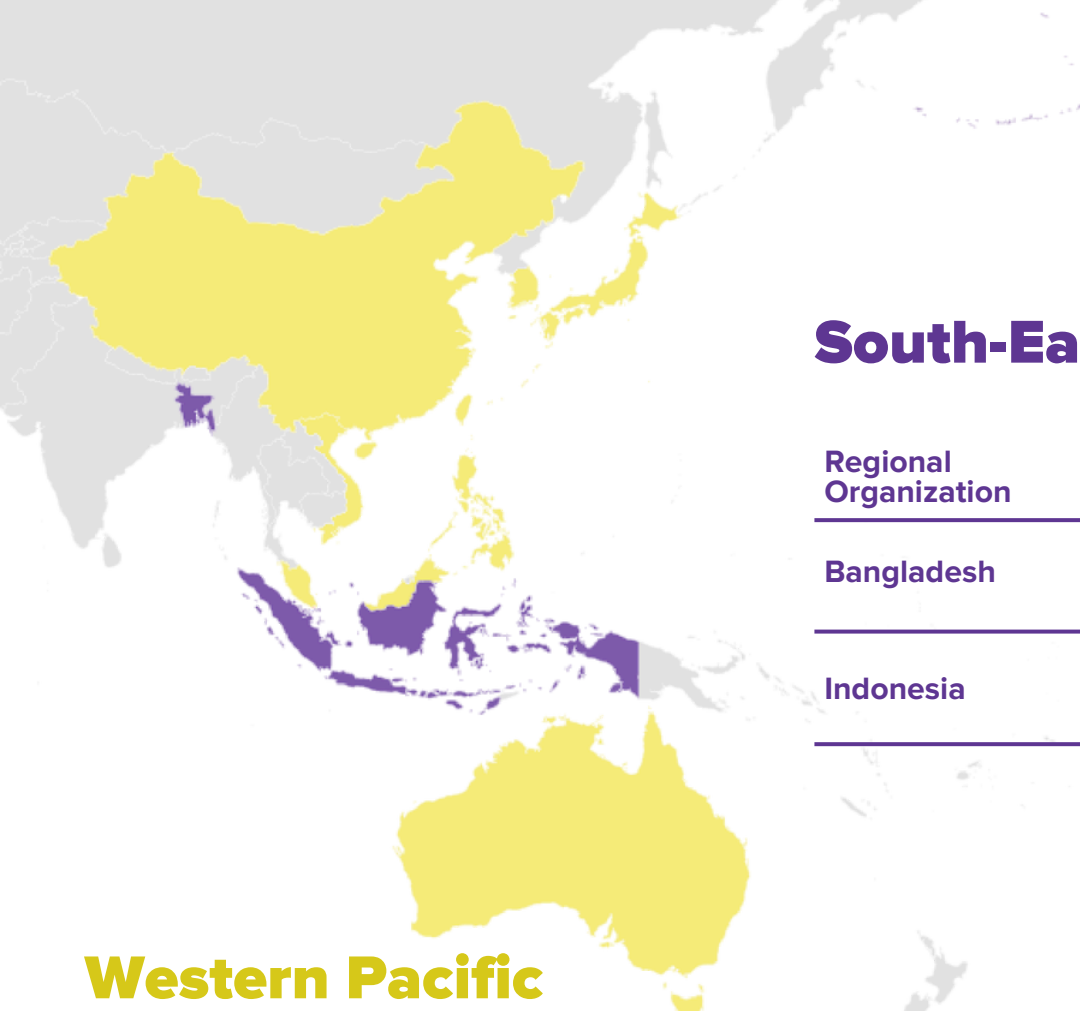 South-Ea
Regional
Organization
Bangladesh
Indonesia
Western Pacific